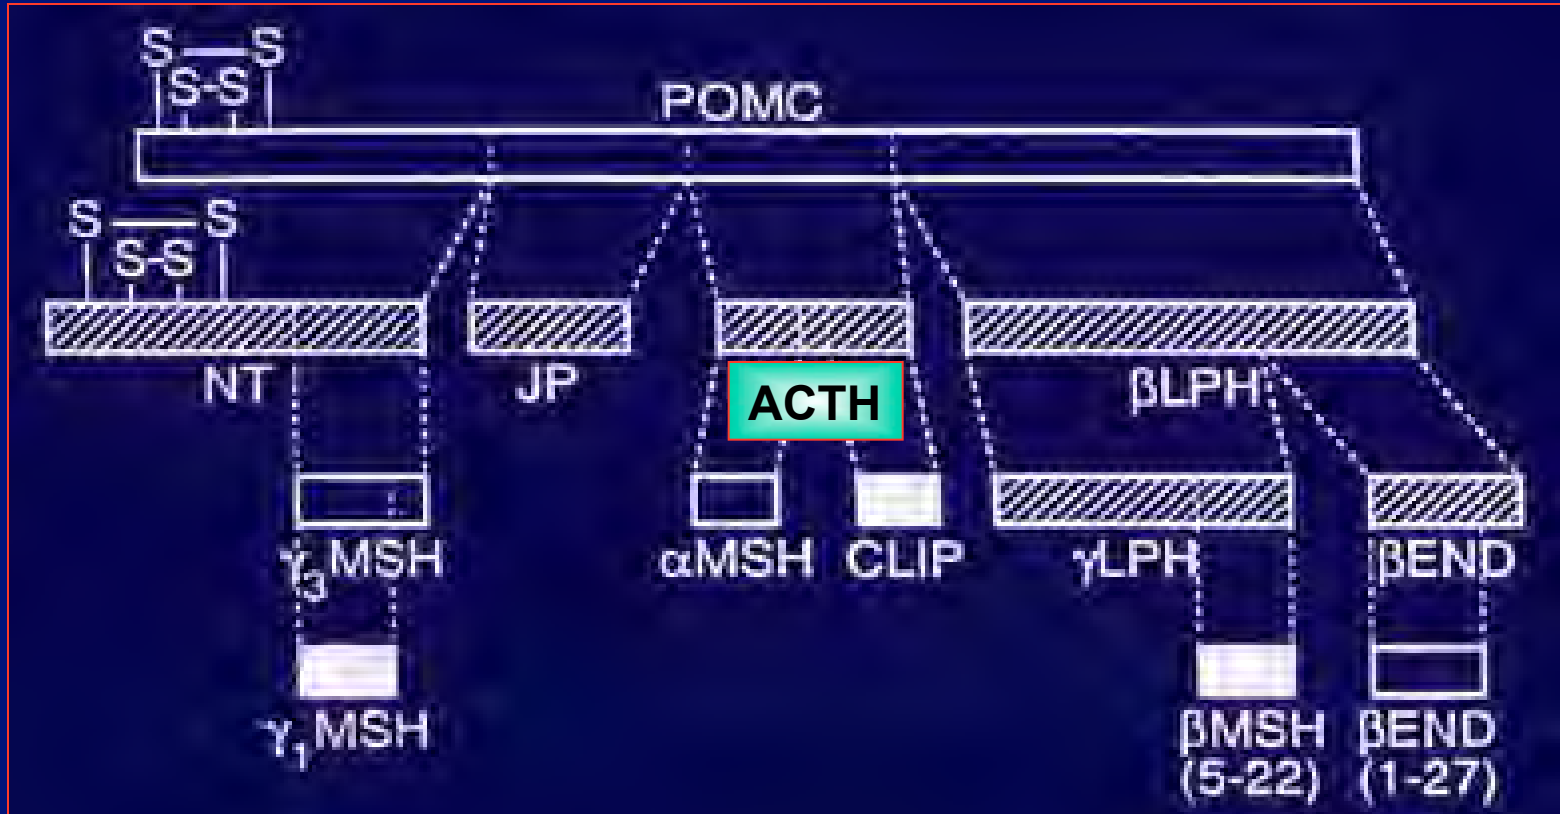 S S
S-S
POMC
S S
S-S
NT JP ACTH βLPH
γ3MSH αMSH CLIP γLPH βEND
γ1MSH βMSH βEND
(5-22) (1-27)